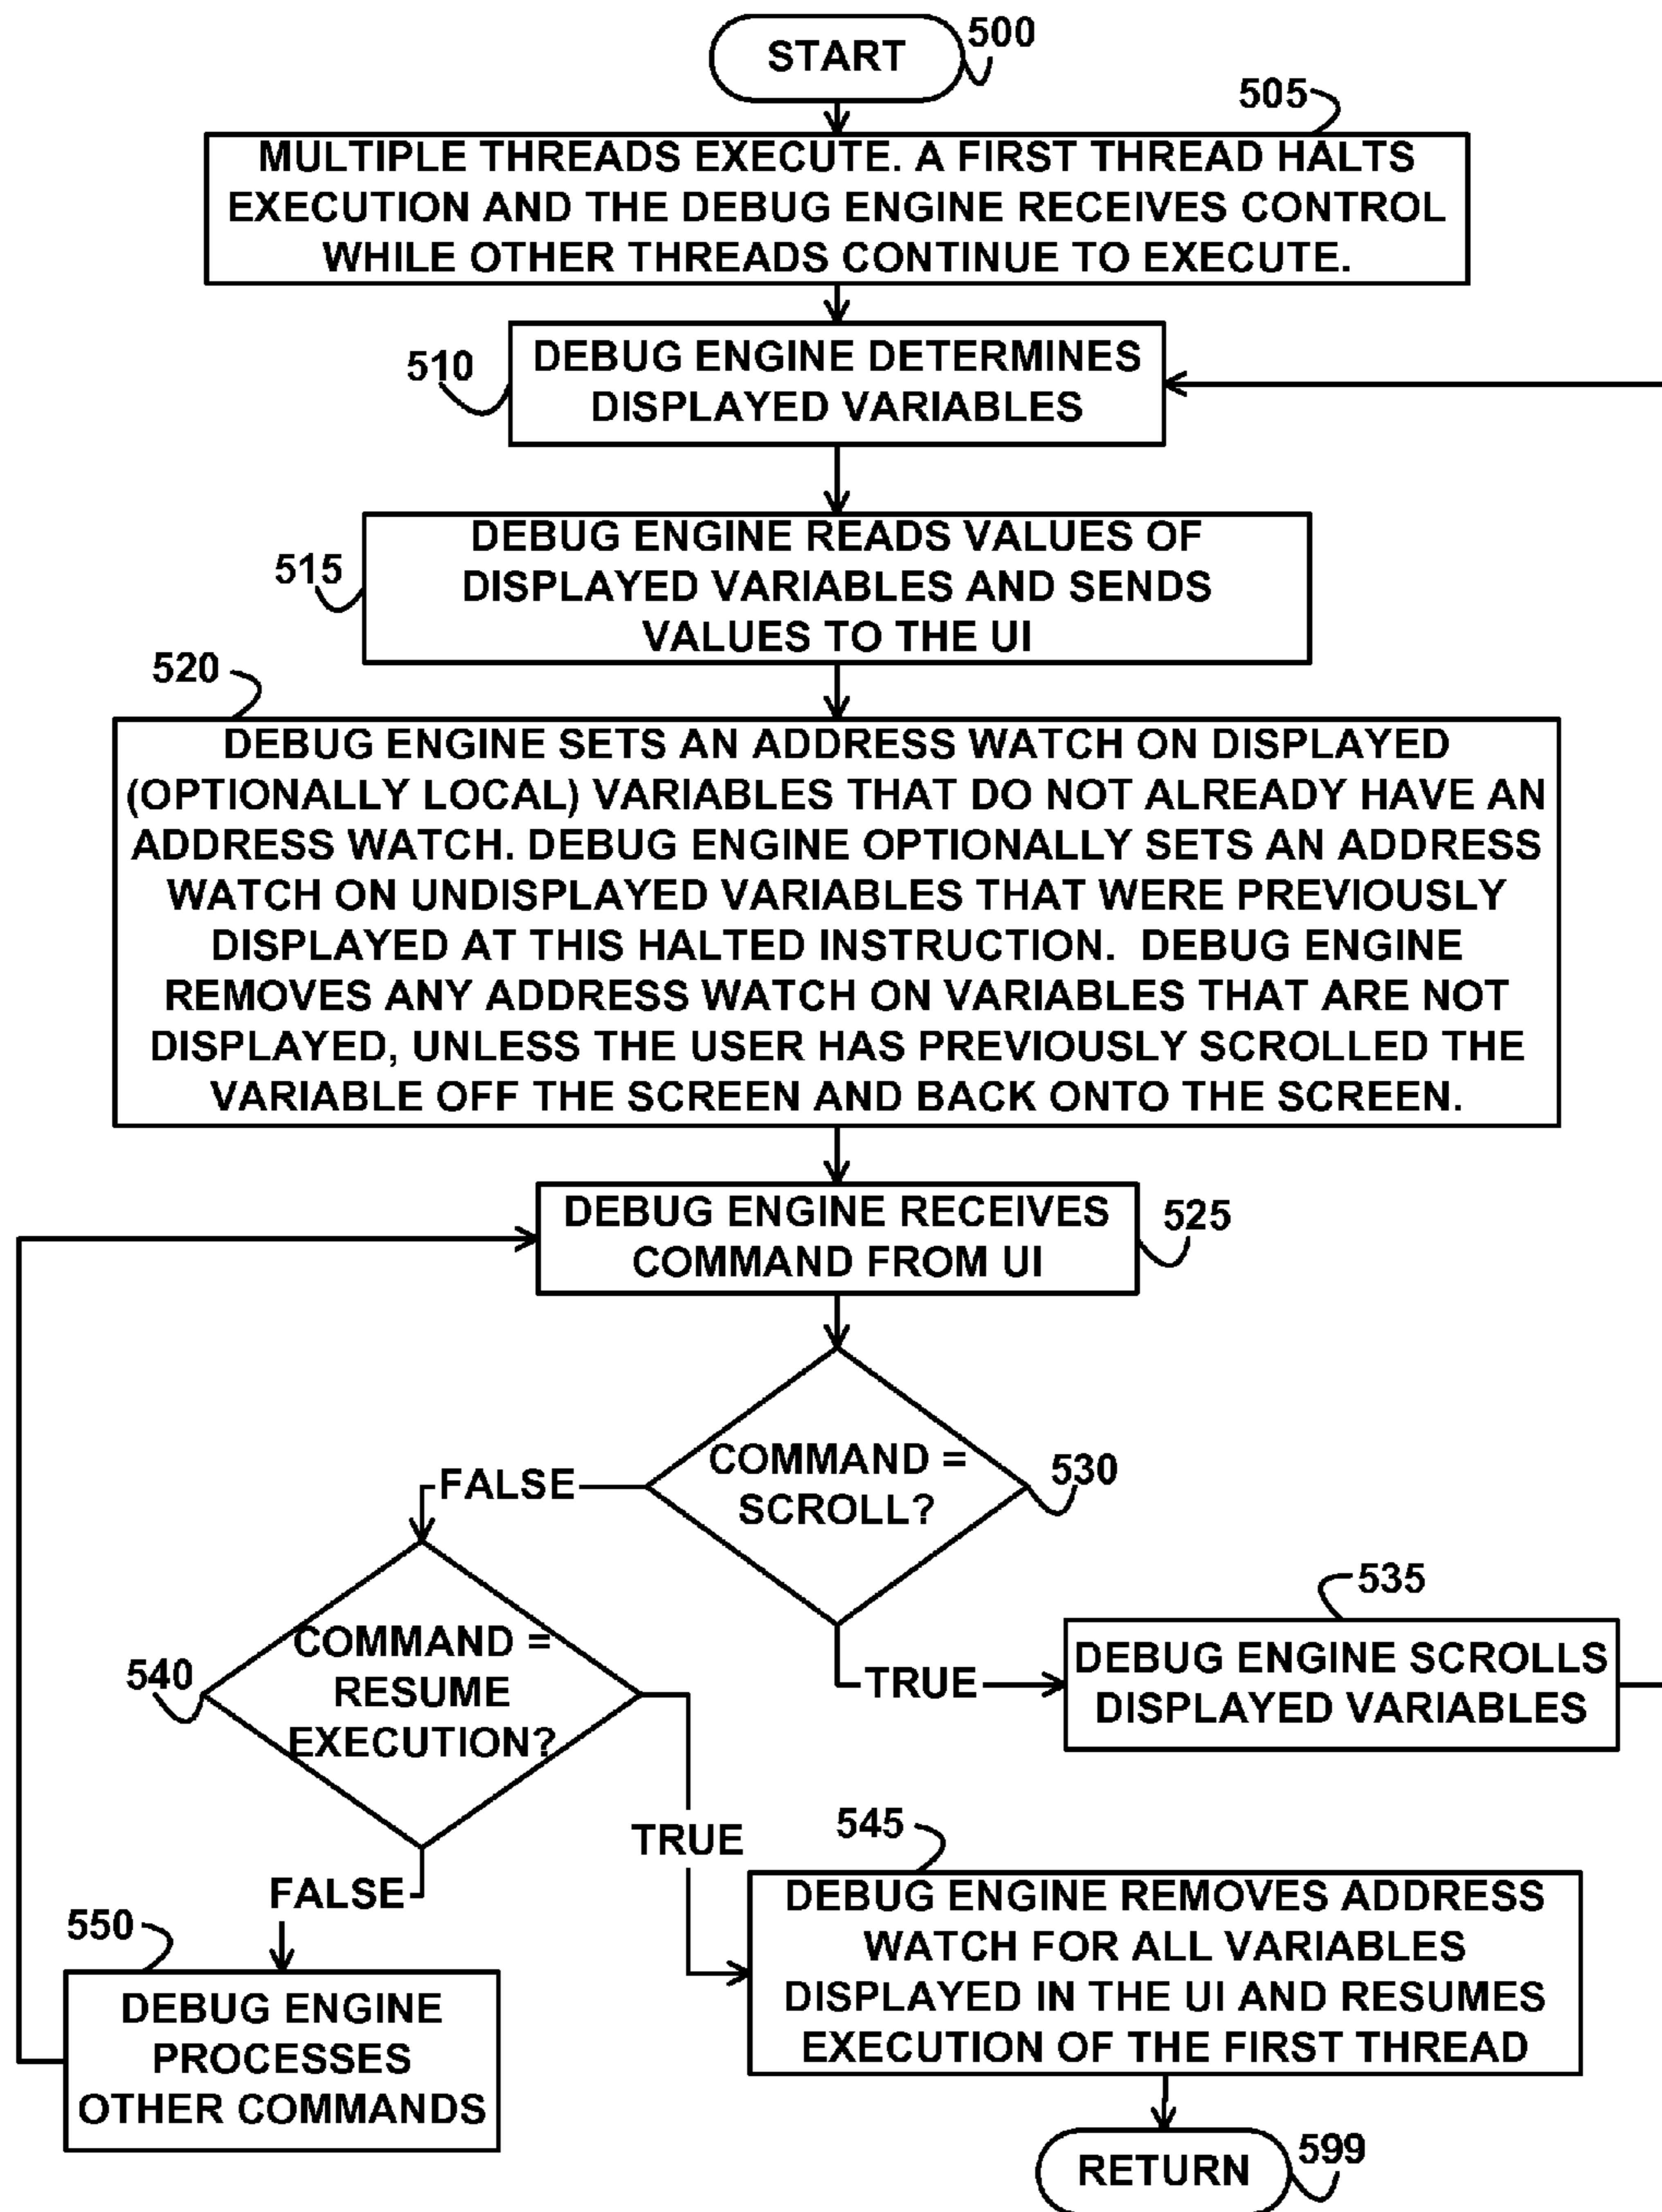 START
500
505
MULTIPLE THREADS EXECUTE. A FIRST THREAD HALTS
EXECUTION AND THE DEBUG ENGINE RECEIVES CONTROL
WHILE OTHER THREADS CONTINUE TO EXECUTE.
510
DEBUG ENGINE DETERMINES
DISPLAYED VARIABLES
515
DEBUG ENGINE READS VALUES OF
DISPLAYED VARIABLES AND SENDS
VALUES TO THE UI
520
DEBUG ENGINE SETS AN ADDRESS WATCH ON DISPLAYED
(OPTIONALLY LOCAL) VARIABLES THAT DO NOT ALREADY HAVE AN
ADDRESS WATCH. DEBUG ENGINE OPTIONALLY SETS AN ADDRESS
WATCH ON UNDISPLAYED VARIABLES THAT WERE PREVIOUSLY
DISPLAYED AT THIS HALTED INSTRUCTION. DEBUG ENGINE
REMOVES ANY ADDRESS WATCH ON VARIABLES THAT ARE NOT
DISPLAYED, UNLESS THE USER HAS PREVIOUSLY SCROLLED THE
VARIABLE OFF THE SCREEN AND BACK ONTO THE SCREEN.
DEBUG ENGINE RECEIVES
COMMAND FROM UI
525
COMMAND =
SCROLL?
530
FALSE
TRUE
535
DEBUG ENGINE SCROLLS
DISPLAYED VARIABLES
540
COMMAND =
RESUME
EXECUTION?
TRUE
FALSE
545
DEBUG ENGINE REMOVES ADDRESS
WATCH FOR ALL VARIABLES
DISPLAYED IN THE UI AND RESUMES
EXECUTION OF THE FIRST THREAD
550
DEBUG ENGINE
PROCESSES
OTHER COMMANDS
RETURN
599